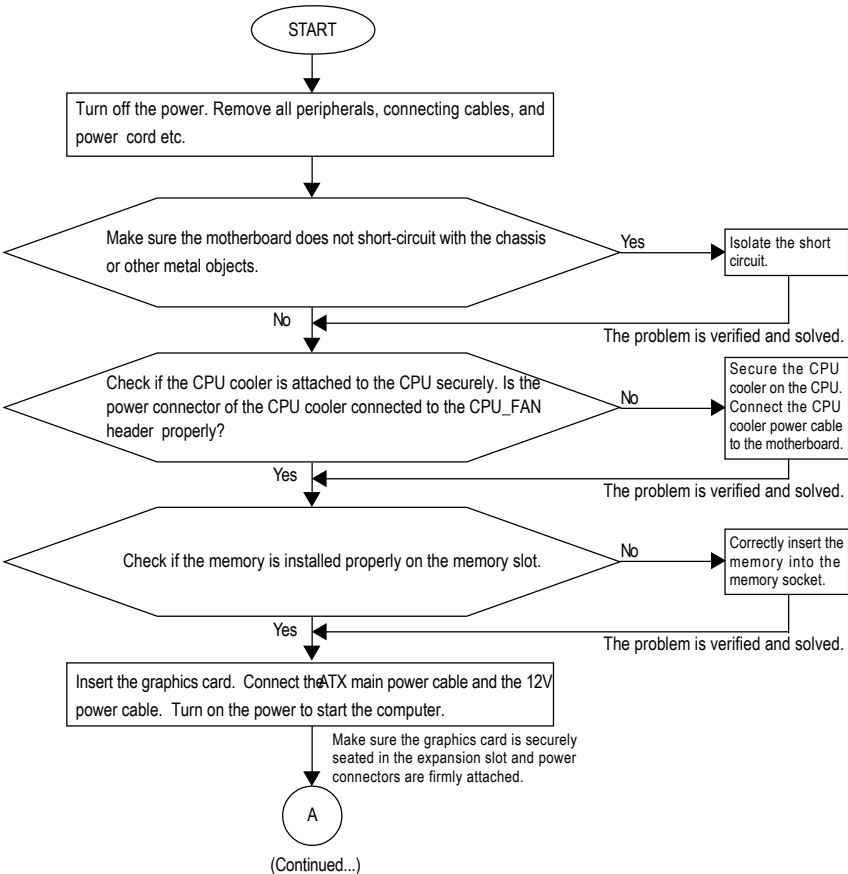 START
Turn off the power. Remove all peripherals, connecting cables, and
power cord etc.
Make sure the motherboard does not short-circuit with the chassis
or other metal objects.
Yes
Isolate the short
circuit.
No
The problem is verified and solved.
Check if the CPU cooler is attached to the CPU securely. Is the
power connector of the CPU cooler connected to the CPU_FAN
header properly?
No
Secure the CPU
cooler on the CPU.
Connect the CPU
cooler power cable
to the motherboard.
Yes
The problem is verified and solved.
Check if the memory is installed properly on the memory slot.
No
Correctly insert the
memory into the
memory socket.
Yes
The problem is verified and solved.
Insert the graphics card. Connect the ATX main power cable and the 12V
power cable. Turn on the power to start the computer.
Make sure the graphics card is securely
seated in the expansion slot and power
connectors are firmly attached.
A
(Continued...)